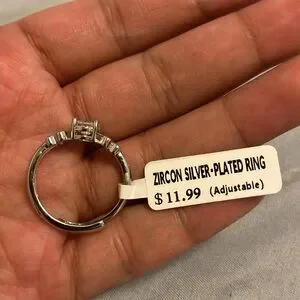 ZIRCON SILVER-PLATED RING
$11.99 (Adjustable)